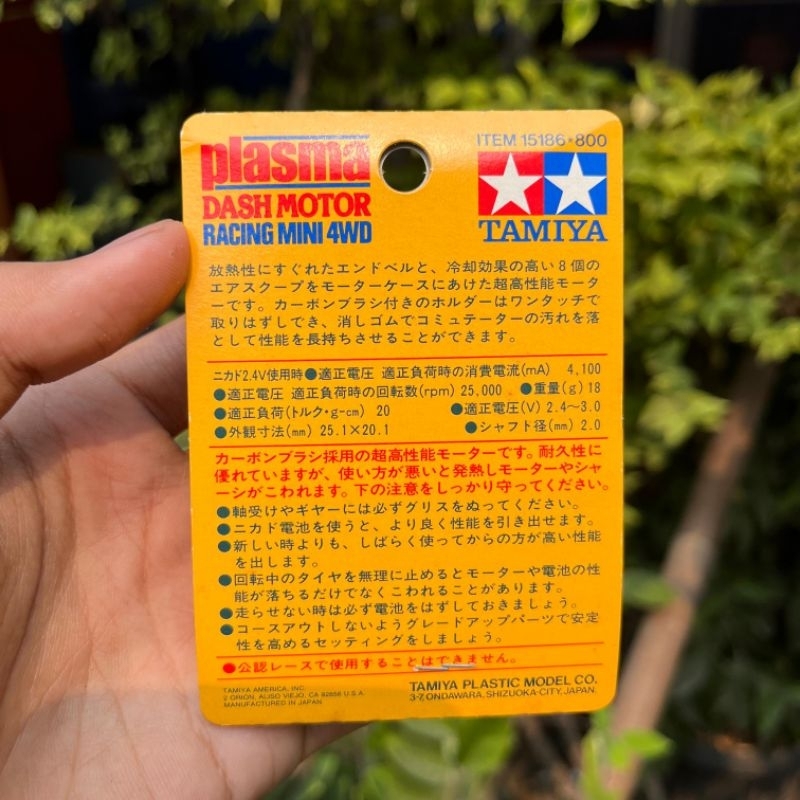 plasma
DASH MOTOR
RACING MINI 4WD
ITEM 15186・800
TAMIYA
放熱性にすぐれたエンドベルと、冷却効果の高い8個の
エアスクープをモーターケースにあけた超高性能モータ
ーです。カーボンブラシ付きのホルダーはワンタッチで
取りはずしでき、消しゴムでコミュテーターの汚れを落
として性能を長持ちさせることができます。
ニカド2.4V使用時●適正電圧 適正負荷時の消費電流(mA) 4,100
●適正電圧 適正負荷時の回転数(rpm) 25,000 ●重量(g) 18
●適正負荷(トルク・g-cm) 20 ●適正電圧(V) 2.4〜3.0
●外観寸法(mm) 25.1×20.1 ●シャフト径(mm) 2.0
カーボンブラシ採用の超高性能モーターです。耐久性に
優れていますが、使い方が悪いと発熱しモーターやシャ
ーシがこわれます。下の注意をしっかり守ってください。
●軸受けやギヤーには必ずグリスをぬってください。
●ニカド電池を使うと、より良く性能を引き出せます。
●新しい時よりも、しばらく使ってからの方が高い性能
を出します。
●回転中のタイヤを無理に止めるとモーターや電池の性
能が落ちるだけでなくこわれることがあります。
●走らせない時は必ず電池をはずしておきましょう。
●コースアウトしないようグレードアップパーツで安定
性を高めるセッティングをしましょう。
●公認レースで使用することはできません。
TAMIYA AMERICA, INC.
2 ORION, ALISO VIEJO, CA 92656 U.S.A.
MANUFACTURED IN JAPAN
TAMIYA PLASTIC MODEL CO.
3-7, ONDAWARA, SHIZUOKA-CITY, JAPAN.